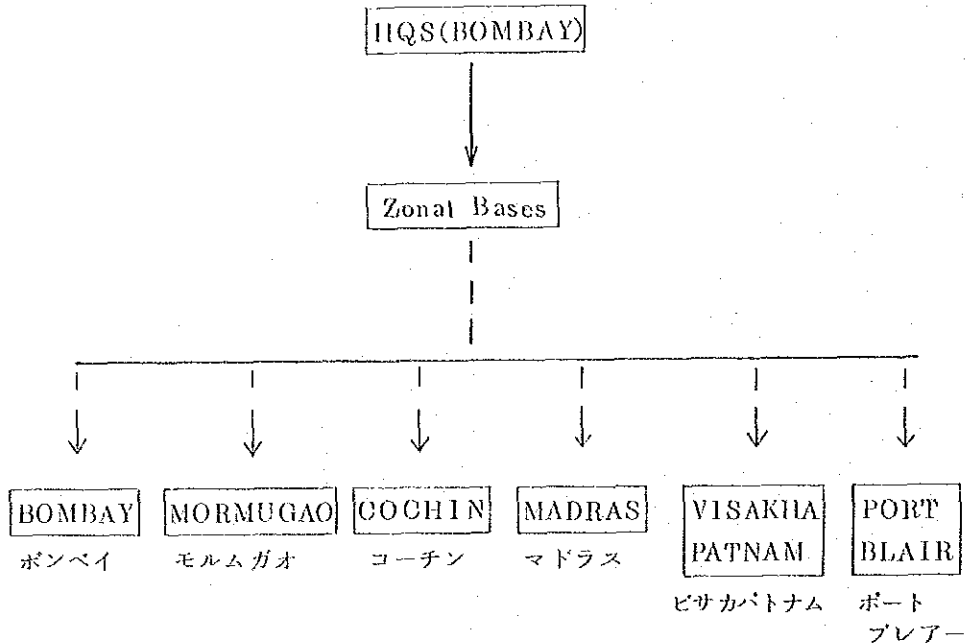 HQS(BOMBAY)
Zonal Bases
BOMBAY
ボンベイ
MORMUGAO
モルムガオ
COCHIN
コーチン
MADRAS
マドラス
VISAKHA
PATNAM
ビサカパトナム
PORT
BLAIR
ポート
ブレアー